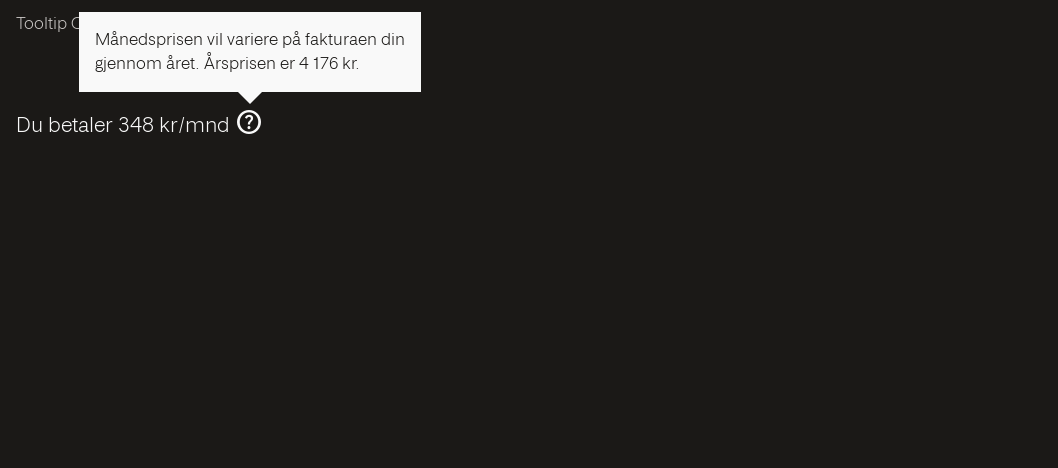 Tooltip
Månedsprisen vil variere på fakturaen din
gjennom året. Årsprisen er 4 176 kr.
Du betaler 348 kr/mnd